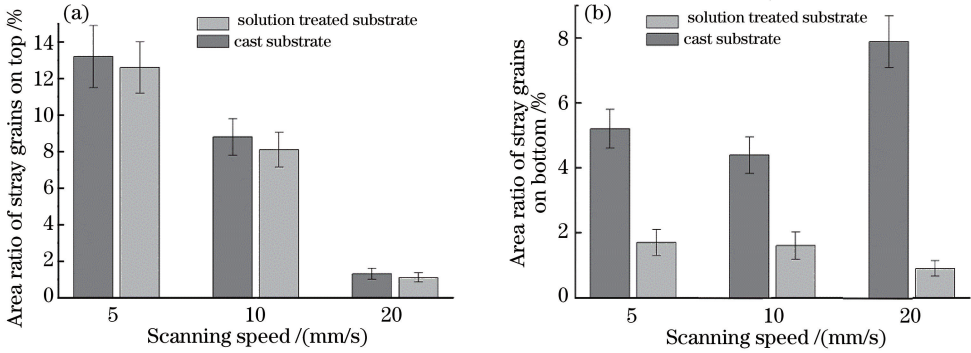 (a)
solution treated substrate
cast substrate
Area ratio of stray grains on top /%
14
12
10
8
6
4
2
0
5
10
20
Scanning speed /(mm/s)
(b)
solution treated substrate
cast substrate
Area ratio of stray grains
on bottom /%
8
6
4
2
0
5
10
20
Scanning speed /(mm/s)